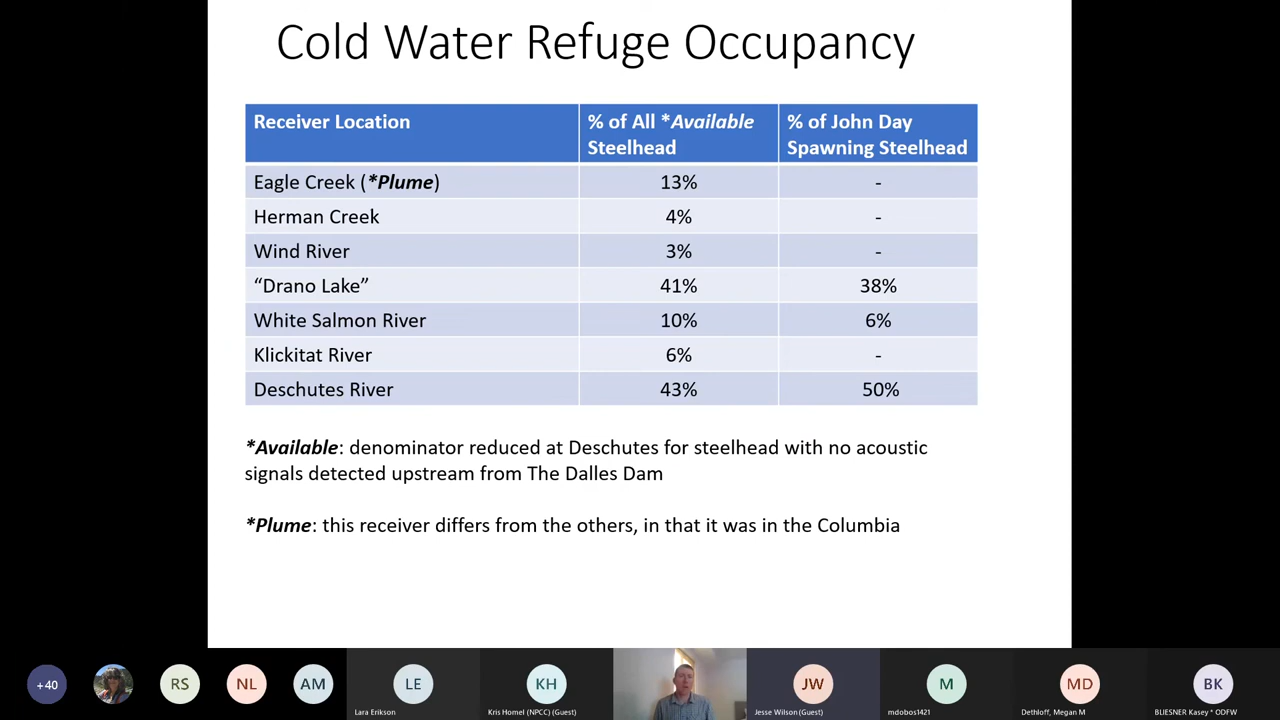 Cold Water Refuge Occupancy
Receiver Location
% of All *Available
Steelhead
% of John Day
Spawning Steelhead
Eagle Creek (*Plume)
13%
-
Herman Creek
4%
-
Wind River
3%
-
“Drano Lake”
41%
38%
White Salmon River
10%
6%
Klickitat River
6%
-
Deschutes River
43%
50%
*Available: denominator reduced at Deschutes for steelhead with no acoustic
signals detected upstream from The Dalles Dam
*Plume: this receiver differs from the others, in that it was in the Columbia
+40
RS
NL
AM
LE
KH
JW
M
MD
BK
Lara Erikson
Kris Homel (NPCC) (Guest)
Jesse Wilson (Guest)
mdobos1421
Dethloff, Megan M
BLIESNER Kasey * ODFW